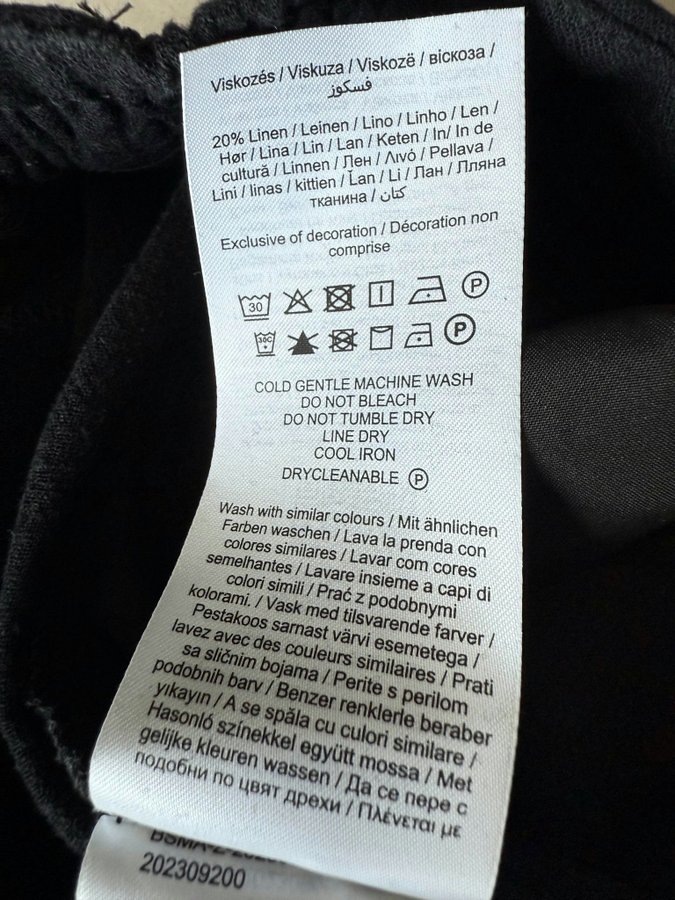 Viskozés / Viskuza / Viskozë / віскоза /
فسكوز
20% Linen / Leinen / Lino / Linho / Len /
Hør / Lina / Lin / Lan / Keten / In/ In de
cultură / Linnen / Лен / Λινό / Pellava /
Lini / linas / kittien / Lan / Li / Лан / Лляна
тканина / كتان
Exclusive of decoration / Décoration non
comprise
30 P
30C P
COLD GENTLE MACHINE WASH
DO NOT BLEACH
DO NOT TUMBLE DRY
LINE DRY
COOL IRON
DRYCLEANABLE P
Wash with similar colours / Mit ähnlichen
Farben waschen / Lava la prenda con
colores similares / Lavar com cores
semelhantes / Lavare insieme a capi di
colori simili / Prać z podobnymi
kolorami. / Vask med tilsvarende farver /
Pestakoos sarnast värvi esemetega /
lavez avec des couleurs similaires / Prati
sa sličnim bojama / Perite s perilom
podobnih barv / Benzer renklerle beraber
yıkayın / A se spăla cu culori similare /
Hasonló színekkel együtt mossa / Met
gelijke kleuren wassen / Да се пере с
подобни по цвят дрехи / Πλένεται με
202309200